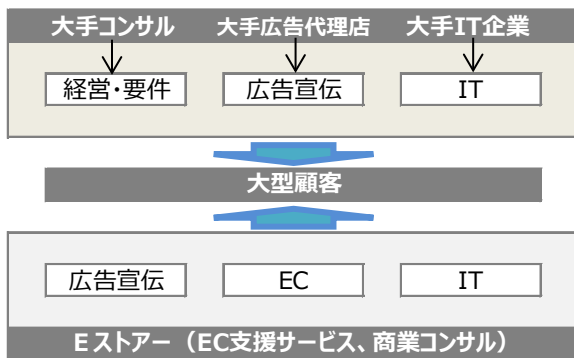 大手コンサル 大手広告代理店 大手IT企業
経営・要件 広告宣伝 IT
大型顧客
広告宣伝 EC IT
Eストアー（EC支援サービス、商業コンサル）